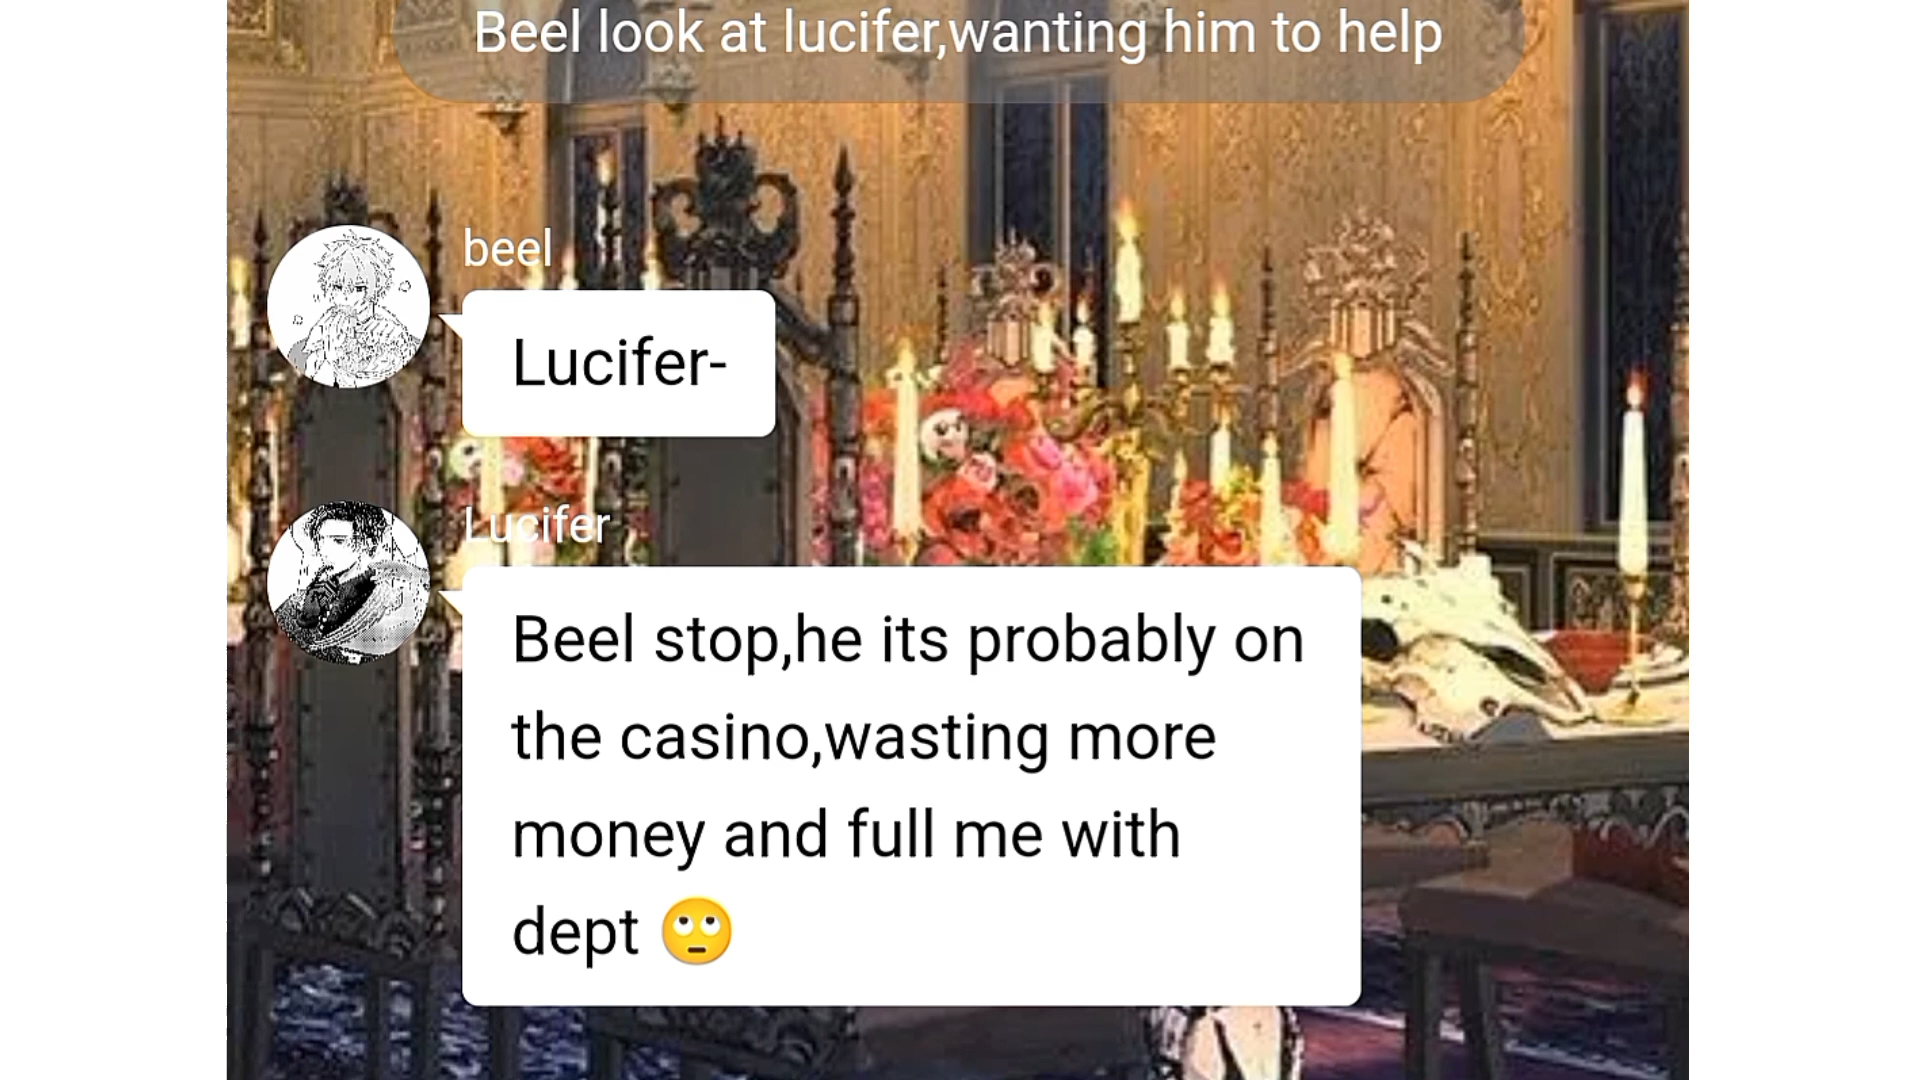 Beel look at lucifer,wanting him to help
beel
Lucifer-
Lucifer
Beel stop,he its probably on
the casino,wasting more
money and full me with
dept 🙄